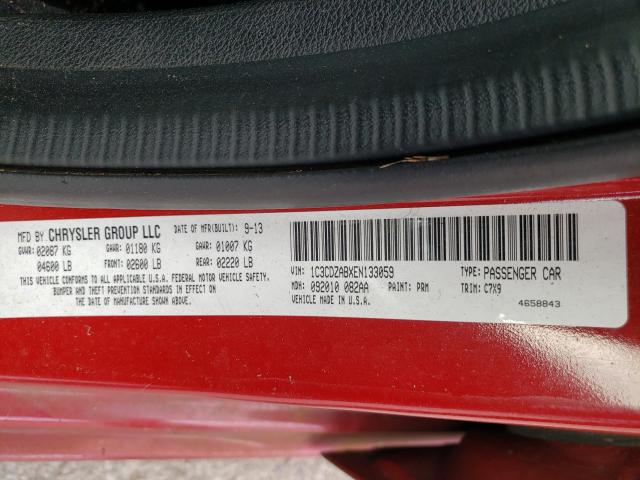 MFD BY CHRYSLER GROUP LLC DATE OF MFR(BUILT): 9-13
GVWR: 02087 KG GAWR: 01180 KG GAWR: 01007 KG
04600 LB FRONT: 02600 LB REAR: 02220 LB
THIS VEHICLE CONFORMS TO ALL APPLICABLE U.S.A. FEDERAL MOTOR VEHICLE SAFETY,
BUMPER AND THEFT PREVENTION STANDARDS IN EFFECT ON
THE DATE OF MANUFACTURE SHOWN ABOVE.
VIN: 1C3CDZABXEN133059 TYPE: PASSENGER CAR
MDH: 092010 082AA PAINT: PRM TRIM: C7X9
VEHICLE MADE IN U.S.A. 4658843